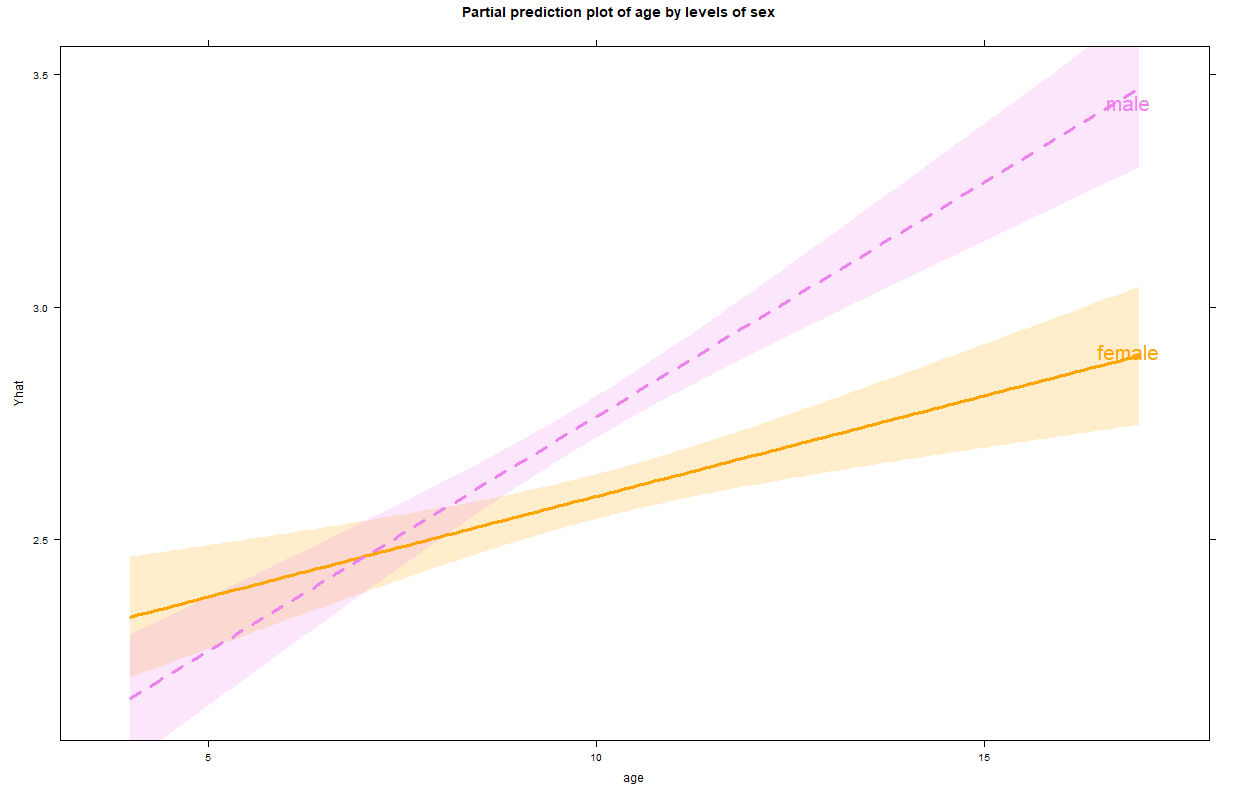 Partial prediction plot of age by levels of sex
3.5
male
3.0
female
Yhat
2.5
5 10 15
age